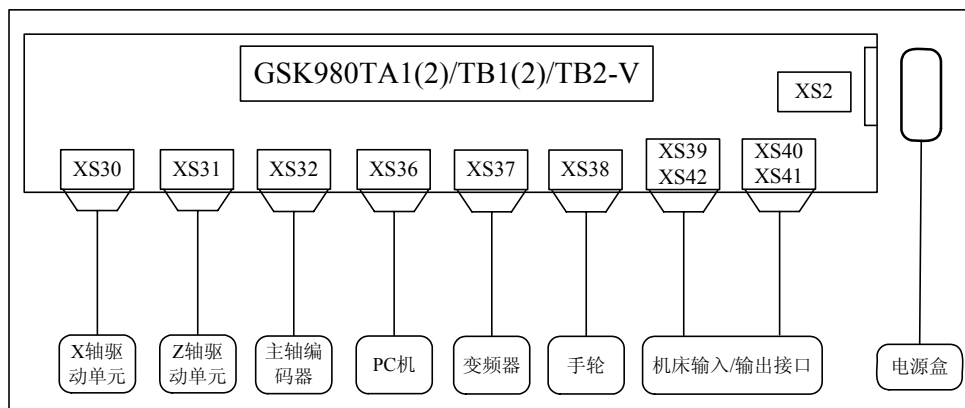 GSK980TA1(2)/TB1(2)/TB2-V
XS2
XS30
XS31
XS32
XS36
XS37
XS38
XS39
XS42
XS40
XS41
X轴驱
动单元
Z轴驱
动单元
主轴编
码器
PC机
变频器
手轮
机床输入/输出接口
电源盒